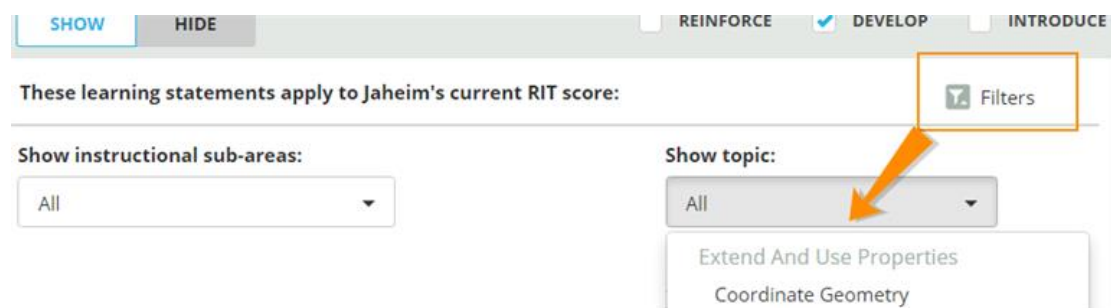 SHOW HIDE REINFORCE DEVELOP INTRODUCE
These learning statements apply to Jaheim's current RIT score: Filters
Show instructional sub-areas: Show topic:
All All
Extend And Use Properties
Coordinate Geometry